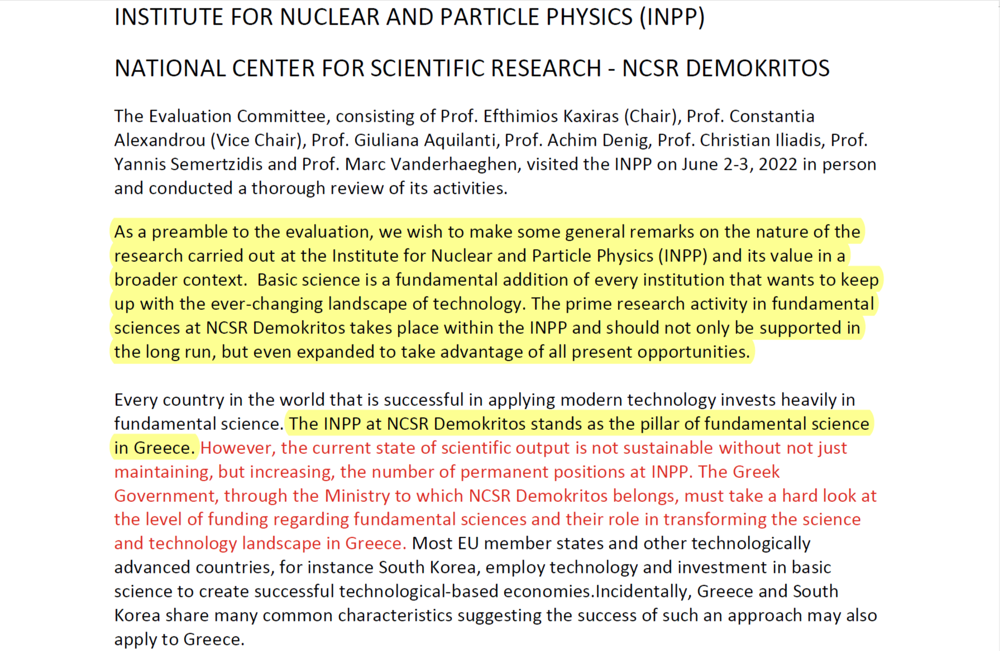 INSTITUTE FOR NUCLEAR AND PARTICLE PHYSICS (INPP)
NATIONAL CENTER FOR SCIENTIFIC RESEARCH - NCSR DEMOKRITOS
The Evaluation Committee, consisting of Prof. Efthimios Kaxiras (Chair), Prof. Constantia
Alexandrou (Vice Chair), Prof. Giuliana Aquilanti, Prof. Achim Denig, Prof. Christian Iliadis, Prof.
Yannis Semertzidis and Prof. Marc Vanderhaeghen, visited the INPP on June 2-3, 2022 in person
and conducted a thorough review of its activities.
As a preamble to the evaluation, we wish to make some general remarks on the nature of the
research carried out at the Institute for Nuclear and Particle Physics (INPP) and its value in a
broader context.  Basic science is a fundamental addition of every institution that wants to keep
up with the ever-changing landscape of technology. The prime research activity in fundamental
sciences at NCSR Demokritos takes place within the INPP and should not only be supported in
the long run, but even expanded to take advantage of all present opportunities.
Every country in the world that is successful in applying modern technology invests heavily in
fundamental science. The INPP at NCSR Demokritos stands as the pillar of fundamental science
in Greece. However, the current state of scientific output is not sustainable without not just
maintaining, but increasing, the number of permanent positions at INPP. The Greek
Government, through the Ministry to which NCSR Demokritos belongs, must take a hard look at
the level of funding regarding fundamental sciences and their role in transforming the science
and technology landscape in Greece. Most EU member states and other technologically
advanced countries, for instance South Korea, employ technology and investment in basic
science to create successful technological-based economies.Incidentally, Greece and South
Korea share many common characteristics suggesting the success of such an approach may also
apply to Greece.